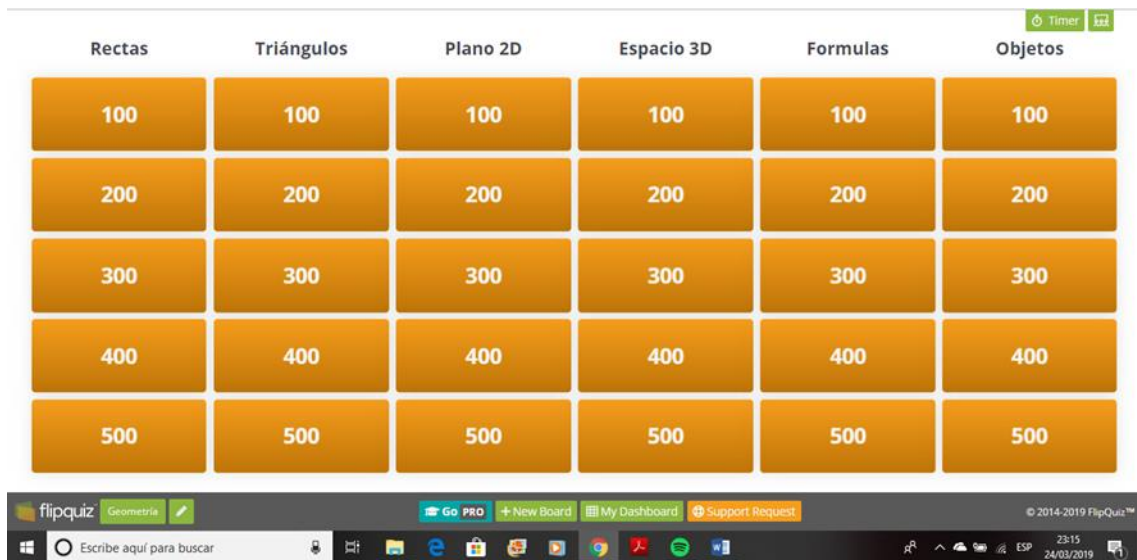 Timer
Rectas Triángulos Plano 2D Espacio 3D Formulas Objetos
100 100 100 100 100 100
200 200 200 200 200 200
300 300 300 300 300 300
400 400 400 400 400 400
500 500 500 500 500 500
flipquiz Geometría Go PRO + New Board My Dashboard Support Request © 2014-2019 FlipQuiz™
Escribe aquí para buscar ESP 23:15
24/03/2019